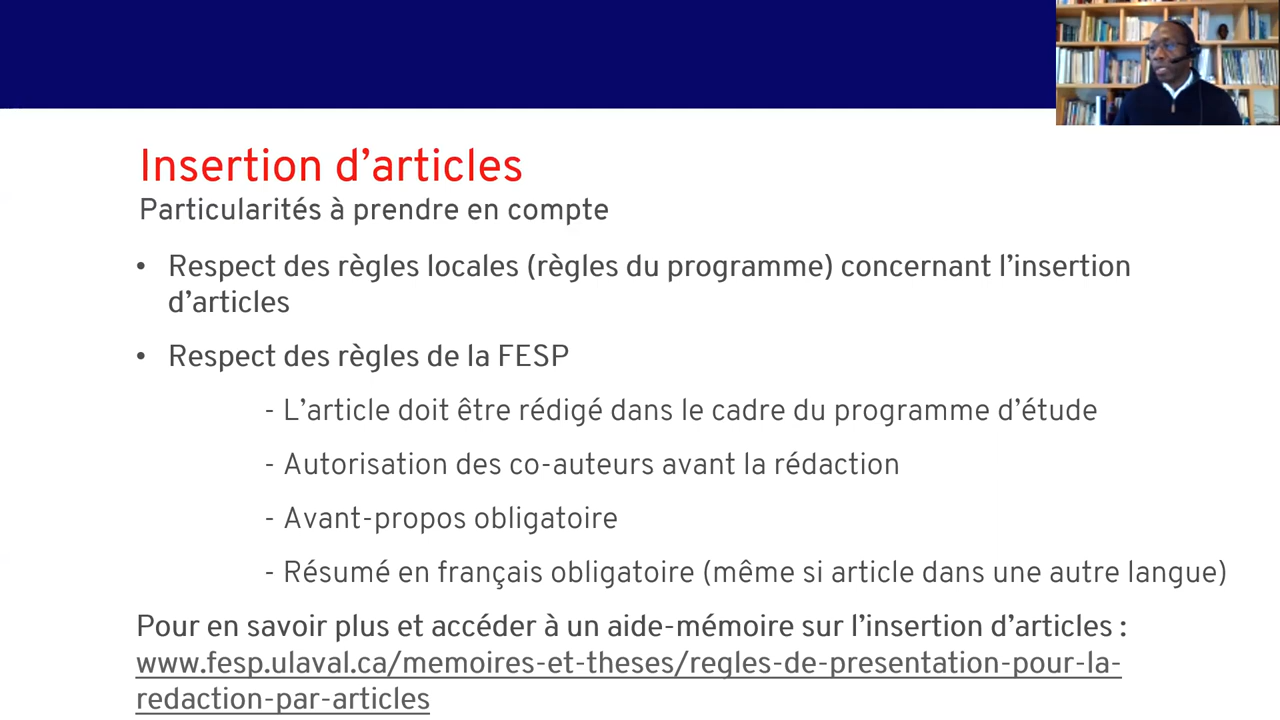 Insertion d’articles
Particularités à prendre en compte
• Respect des règles locales (règles du programme) concernant l’insertion
d’articles
• Respect des règles de la FESP
- L’article doit être rédigé dans le cadre du programme d’étude
- Autorisation des co-auteurs avant la rédaction
- Avant-propos obligatoire
- Résumé en français obligatoire (même si article dans une autre langue)
Pour en savoir plus et accéder à un aide-mémoire sur l’insertion d’articles :
www.fesp.ulaval.ca/memoires-et-theses/regles-de-presentation-pour-la-
redaction-par-articles